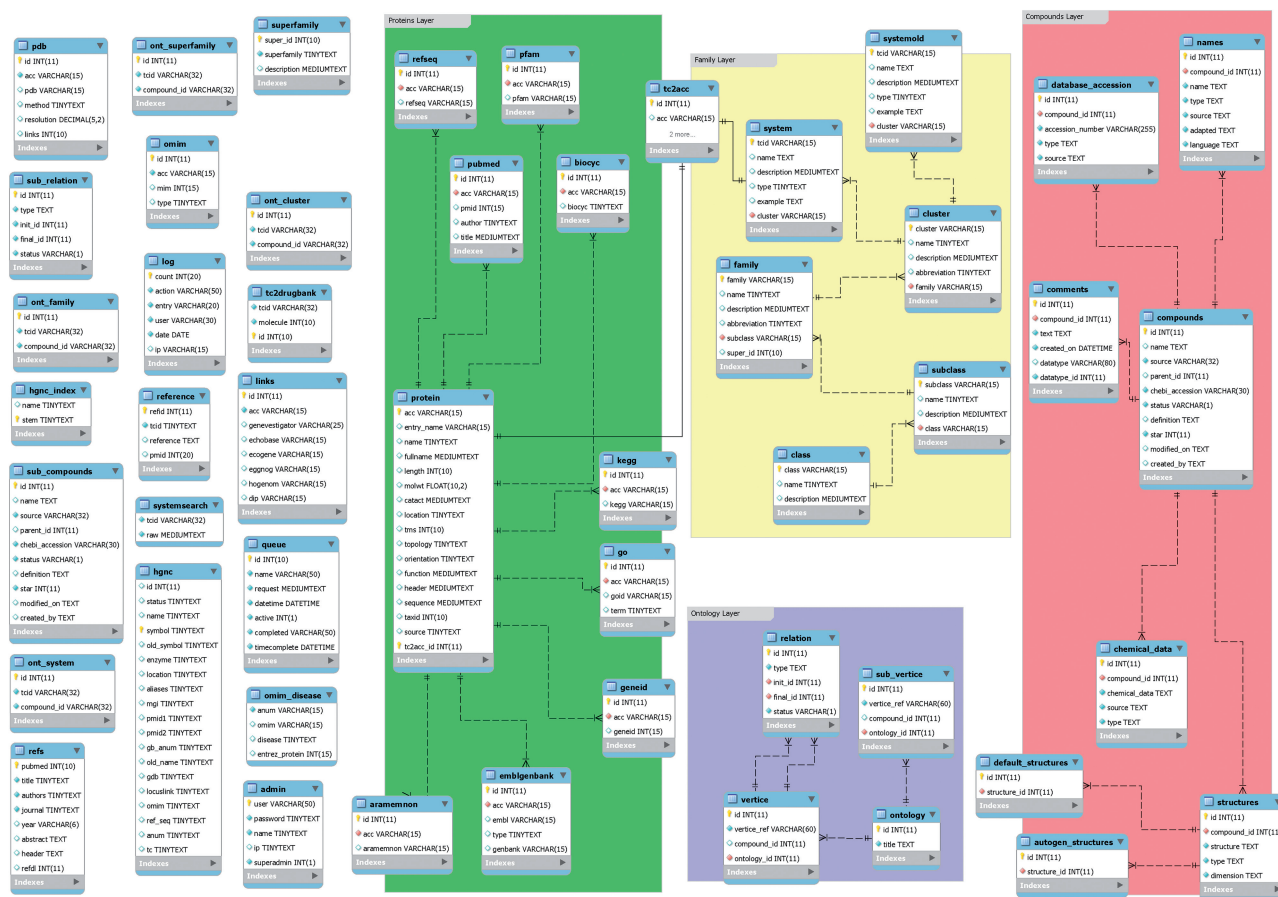 pdb
id INT(11)
acc VARCHAR(15)
pdb VARCHAR(15)
method TINYTEXT
resolution DECIMAL(5,2)
links INT(10)
Indexes
ont_superfamily
id INT(11)
tcid VARCHAR(32)
compound_id VARCHAR(32)
Indexes
superfamily
super_id INT(10)
superfamily TINYTEXT
description MEDIUMTEXT
Indexes
omim
id INT(11)
acc VARCHAR(15)
mim INT(15)
type TINYTEXT
Indexes
sub_relation
id INT(11)
type TEXT
init_id INT(11)
final_id INT(11)
status VARCHAR(1)
Indexes
ont_cluster
id INT(11)
tcid VARCHAR(32)
compound_id VARCHAR(32)
Indexes
log
count INT(20)
action VARCHAR(50)
entry VARCHAR(20)
user VARCHAR(30)
date DATE
ip VARCHAR(15)
Indexes
ont_family
id INT(11)
tcid VARCHAR(32)
compound_id VARCHAR(32)
Indexes
tc2drugbank
tcid VARCHAR(32)
molecule INT(10)
id INT(10)
Indexes
hgnc_index
name TINYTEXT
stem TINYTEXT
Indexes
reference
refid INT(11)
tcid TINYTEXT
reference TEXT
pmid INT(20)
Indexes
links
id INT(11)
acc VARCHAR(15)
genevestigator VARCHAR(25)
echobase VARCHAR(15)
ecogene VARCHAR(15)
eggnog VARCHAR(15)
hogenom VARCHAR(15)
dip VARCHAR(15)
Indexes
sub_compounds
id INT(11)
name TEXT
source VARCHAR(32)
parent_id INT(11)
chebi_accession VARCHAR(30)
status VARCHAR(1)
definition TEXT
star INT(11)
modified_on TEXT
created_by TEXT
Indexes
systemsearch
tcid VARCHAR(32)
raw MEDIUMTEXT
Indexes
queue
id INT(10)
name VARCHAR(50)
request MEDIUMTEXT
datetime DATETIME
active INT(1)
completed VARCHAR(50)
timecomplete DATETIME
Indexes
hgnc
id INT(11)
status TINYTEXT
name TINYTEXT
symbol TINYTEXT
old_symbol TINYTEXT
enzyme TINYTEXT
location TINYTEXT
aliases TINYTEXT
mgi TINYTEXT
pmid1 TINYTEXT
pmid2 TINYTEXT
gb_anum TINYTEXT
old_name TINYTEXT
gdb TINYTEXT
locuslink TINYTEXT
omim TINYTEXT
ref_seq TINYTEXT
anum TINYTEXT
tc TINYTEXT
Indexes
ont_system
id INT(11)
tcid VARCHAR(32)
compound_id VARCHAR(32)
Indexes
omim_disease
anum VARCHAR(15)
omim VARCHAR(15)
disease TINYTEXT
entrez_protein INT(15)
Indexes
refs
pubmed INT(10)
title TINYTEXT
authors TINYTEXT
journal TINYTEXT
year VARCHAR(6)
abstract TEXT
header TEXT
refdi INT(11)
Indexes
admin
user VARCHAR(50)
password TINYTEXT
name TINYTEXT
ip TINYTEXT
superadmin INT(1)
Indexes
Proteins Layer
refseq
id INT(11)
acc VARCHAR(15)
refseq VARCHAR(15)
Indexes
pfam
id INT(11)
acc VARCHAR(15)
pfam VARCHAR(15)
Indexes
pubmed
id INT(11)
acc VARCHAR(15)
pmid INT(15)
author TINYTEXT
title MEDIUMTEXT
Indexes
biocyc
id INT(11)
acc VARCHAR(15)
biocyc TINYTEXT
Indexes
protein
acc VARCHAR(15)
entry_name VARCHAR(15)
name TINYTEXT
fullname MEDIUMTEXT
length INT(10)
molwt FLOAT(10,2)
catact MEDIUMTEXT
location TINYTEXT
tms INT(10)
topology TINYTEXT
orientation TINYTEXT
function MEDIUMTEXT
header MEDIUMTEXT
sequence MEDIUMTEXT
taxid INT(10)
source TINYTEXT
tc2acc_id INT(11)
Indexes
kegg
id INT(11)
acc VARCHAR(15)
kegg VARCHAR(15)
Indexes
go
id INT(11)
acc VARCHAR(15)
goid VARCHAR(15)
term TINYTEXT
Indexes
geneid
id INT(11)
acc VARCHAR(15)
geneid INT(15)
Indexes
emblgenbank
id INT(11)
acc VARCHAR(15)
embl VARCHAR(15)
type TINYTEXT
genbank VARCHAR(15)
Indexes
aramemnon
id INT(11)
acc VARCHAR(15)
aramemnon VARCHAR(15)
Indexes
Family Layer
tc2acc
id INT(11)
acc VARCHAR(15)
2 more...
Indexes
system
tcid VARCHAR(15)
name TEXT
description MEDIUMTEXT
type TINYTEXT
example TEXT
cluster VARCHAR(15)
Indexes
systemold
tcid VARCHAR(15)
name TEXT
description MEDIUMTEXT
type TINYTEXT
example TEXT
cluster VARCHAR(15)
Indexes
cluster
cluster VARCHAR(15)
name TINYTEXT
description MEDIUMTEXT
abbreviation TINYTEXT
family VARCHAR(15)
Indexes
family
family VARCHAR(15)
name TINYTEXT
description MEDIUMTEXT
abbreviation TINYTEXT
subclass VARCHAR(15)
super_id INT(10)
Indexes
subclass
subclass VARCHAR(15)
name TINYTEXT
description MEDIUMTEXT
class VARCHAR(15)
Indexes
class
class VARCHAR(15)
name TINYTEXT
description MEDIUMTEXT
Indexes
Ontology Layer
relation
id INT(11)
type TEXT
init_id INT(11)
final_id INT(11)
status VARCHAR(1)
Indexes
sub_vertice
id INT(11)
vertice_ref VARCHAR(60)
compound_id INT(11)
ontology_id INT(11)
Indexes
vertice
id INT(11)
vertice_ref VARCHAR(60)
compound_id INT(11)
ontology_id INT(11)
Indexes
ontology
id INT(11)
title TEXT
Indexes
Compounds Layer
names
id INT(11)
compound_id INT(11)
name TEXT
type TEXT
source TEXT
adapted TEXT
language TEXT
Indexes
database_accession
id INT(11)
compound_id INT(11)
accession_number VARCHAR(255)
type TEXT
source TEXT
Indexes
comments
id INT(11)
compound_id INT(11)
text TEXT
created_on DATETIME
datatype VARCHAR(80)
datatype_id INT(11)
Indexes
compounds
id INT(11)
name TEXT
source VARCHAR(32)
parent_id INT(11)
chebi_accession VARCHAR(30)
status VARCHAR(1)
definition TEXT
star INT(11)
modified_on TEXT
created_by TEXT
Indexes
chemical_data
id INT(11)
compound_id INT(11)
chemical_data TEXT
source TEXT
type TEXT
Indexes
default_structures
id INT(11)
structure_id INT(11)
Indexes
structures
id INT(11)
compound_id INT(11)
structure TEXT
type TEXT
dimension TEXT
Indexes
autogen_structures
id INT(11)
structure_id INT(11)
Indexes